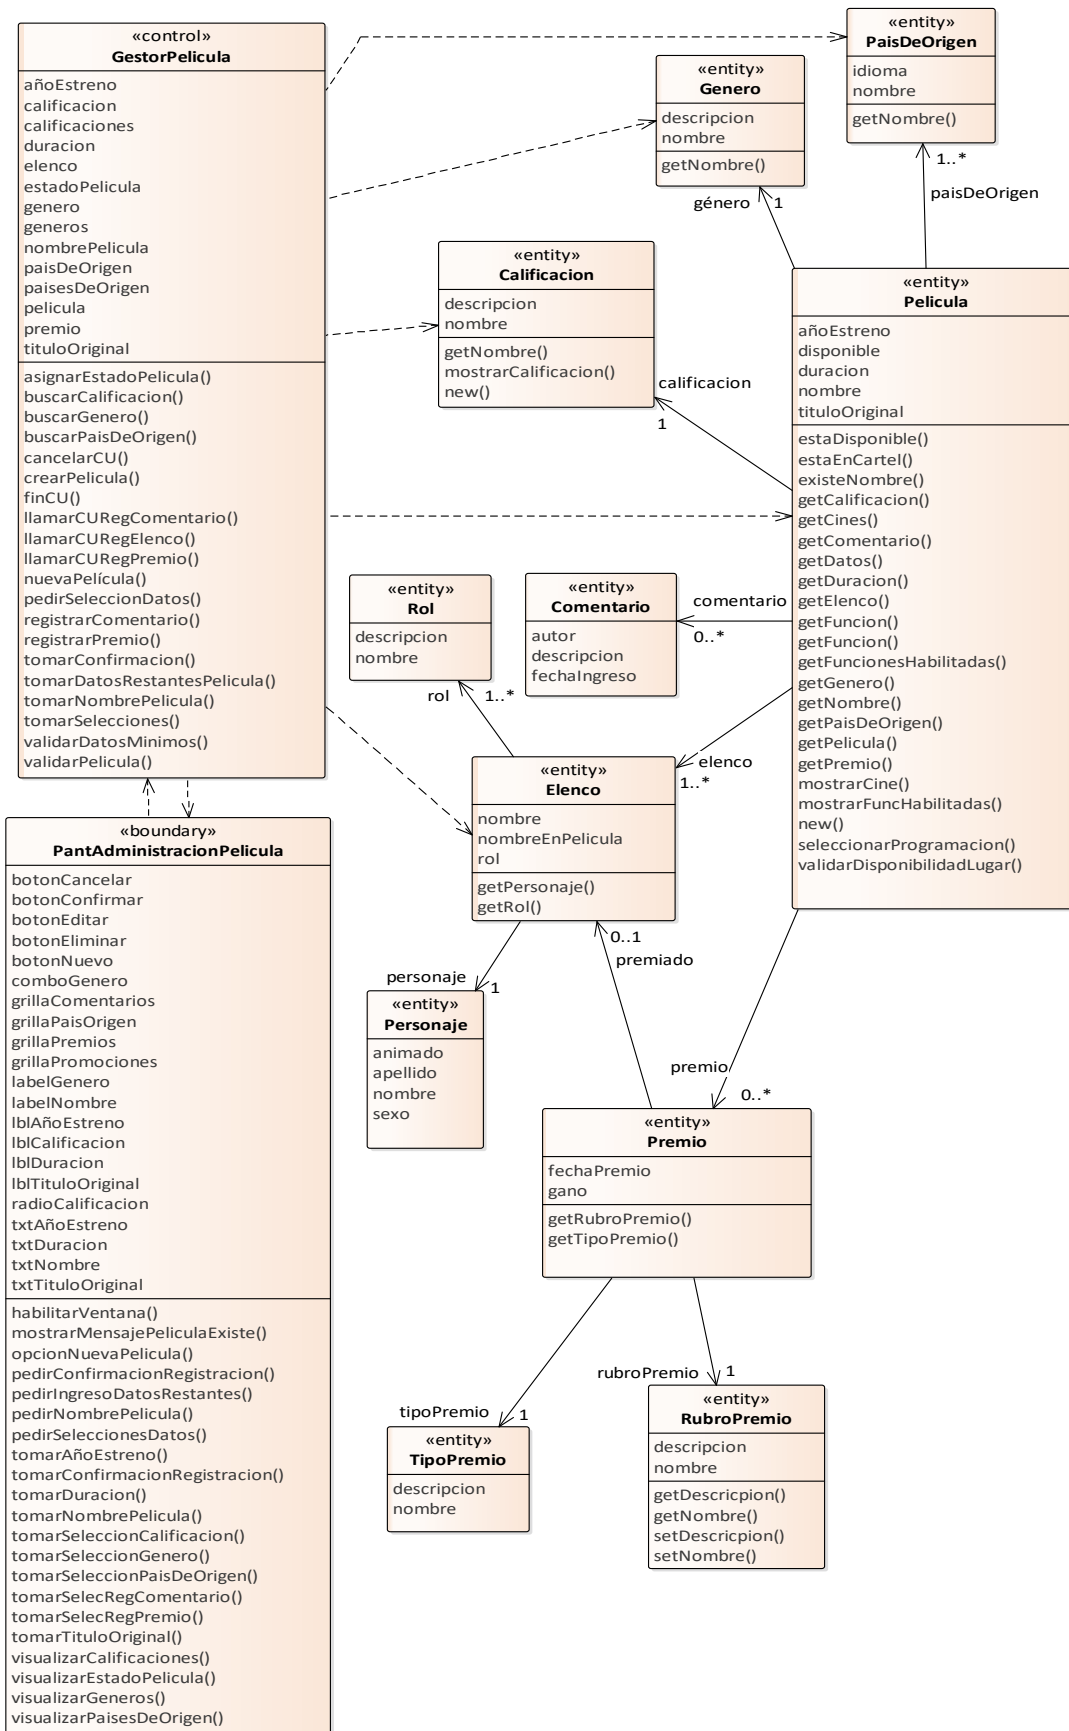 «control»
GestorPelicula
añoEstreno
calificacion
calificaciones
duracion
elenco
estadoPelicula
genero
generos
nombrePelicula
paisDeOrigen
paisesDeOrigen
pelicula
premio
tituloOriginal
asignarEstadoPelicula()
buscarCalificacion()
buscarGenero()
buscarPaisDeOrigen()
cancelarCU()
crearPelicula()
finCU()
llamarCURegComentario()
llamarCURegElenco()
llamarCURegPremio()
nuevaPelícula()
pedirSeleccionDatos()
registrarComentario()
registrarPremio()
tomarConfirmacion()
tomarDatosRestantesPelicula()
tomarNombrePelicula()
tomarSelecciones()
validarDatosMinimos()
validarPelicula()
«entity»
PaisDeOrigen
idioma
nombre
getNombre()
1..*
paisDeOrigen
«entity»
Genero
descripcion
nombre
getNombre()
género
1
«entity»
Calificacion
descripcion
nombre
getNombre()
mostrarCalificacion()
new()
calificacion
1
«entity»
Pelicula
añoEstreno
disponible
duracion
nombre
tituloOriginal
estaDisponible()
estaEnCartel()
existeNombre()
getCalificacion()
getCines()
getComentario()
getDatos()
getDuracion()
getElenco()
getFuncion()
getFuncion()
getFuncionesHabilitadas()
getGenero()
getNombre()
getPaisDeOrigen()
getPelicula()
getPremio()
mostrarCine()
mostrarFuncHabilitadas()
new()
seleccionarProgramacion()
validarDisponibilidadLugar()
«entity»
Rol
descripcion
nombre
rol
1..*
«entity»
Comentario
autor
descripcion
fechaIngreso
comentario
0..*
«entity»
Elenco
nombre
nombreEnPelicula
rol
getPersonaje()
getRol()
elenco
1..*
0..1
premiado
personaje
1
«entity»
Personaje
animado
apellido
nombre
sexo
premio
0..*
«entity»
Premio
fechaPremio
gano
getRubroPremio()
getTipoPremio()
tipoPremio
1
«entity»
TipoPremio
descripcion
nombre
rubroPremio
1
«entity»
RubroPremio
descripcion
nombre
getDescricpion()
getNombre()
setDescricpion()
setNombre()
«boundary»
PantAdministracionPelicula
botonCancelar
botonConfirmar
botonEditar
botonEliminar
botonNuevo
comboGenero
grillaComentarios
grillaPaisOrigen
grillaPremios
grillaPromociones
labelGenero
labelNombre
lblAñoEstreno
lblCalificacion
lblDuracion
lblTituloOriginal
radioCalificacion
txtAñoEstreno
txtDuracion
txtNombre
txtTituloOriginal
habilitarVentana()
mostrarMensajePeliculaExiste()
opcionNuevaPelicula()
pedirConfirmacionRegistracion()
pedirIngresoDatosRestantes()
pedirNombrePelicula()
pedirSeleccionesDatos()
tomarAñoEstreno()
tomarConfirmacionRegistracion()
tomarDuracion()
tomarNombrePelicula()
tomarSeleccionCalificacion()
tomarSeleccionGenero()
tomarSeleccionPaisDeOrigen()
tomarSelecRegComentario()
tomarSelecRegPremio()
tomarTituloOriginal()
visualizarCalificaciones()
visualizarEstadoPelicula()
visualizarGeneros()
visualizarPaisesDeOrigen()